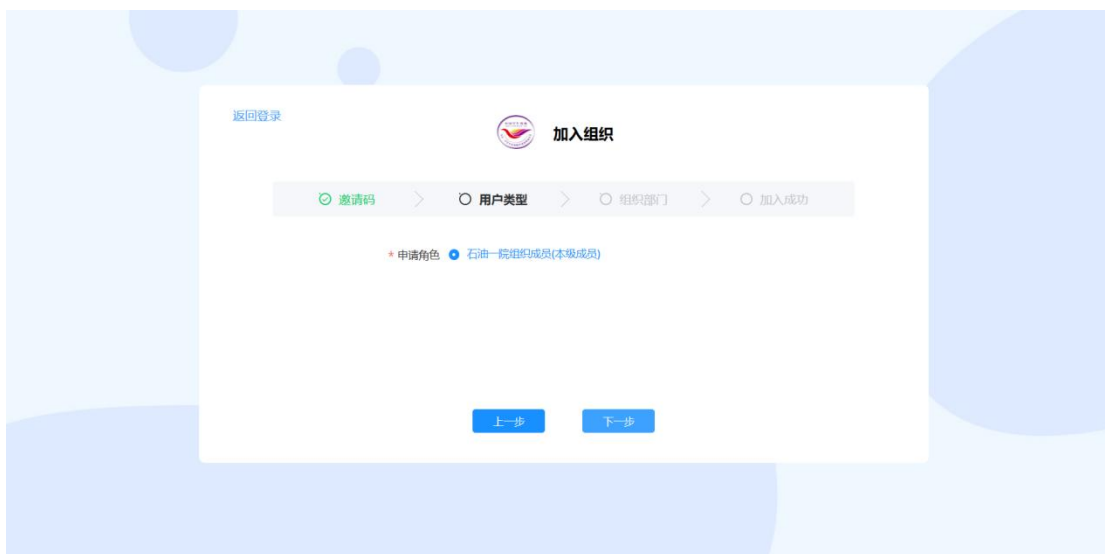 返回登录
加入组织
邀请码
用户类型
组织部门
加入成功
* 申请角色 石油一院组织成员(本级成员)
上一步
下一步